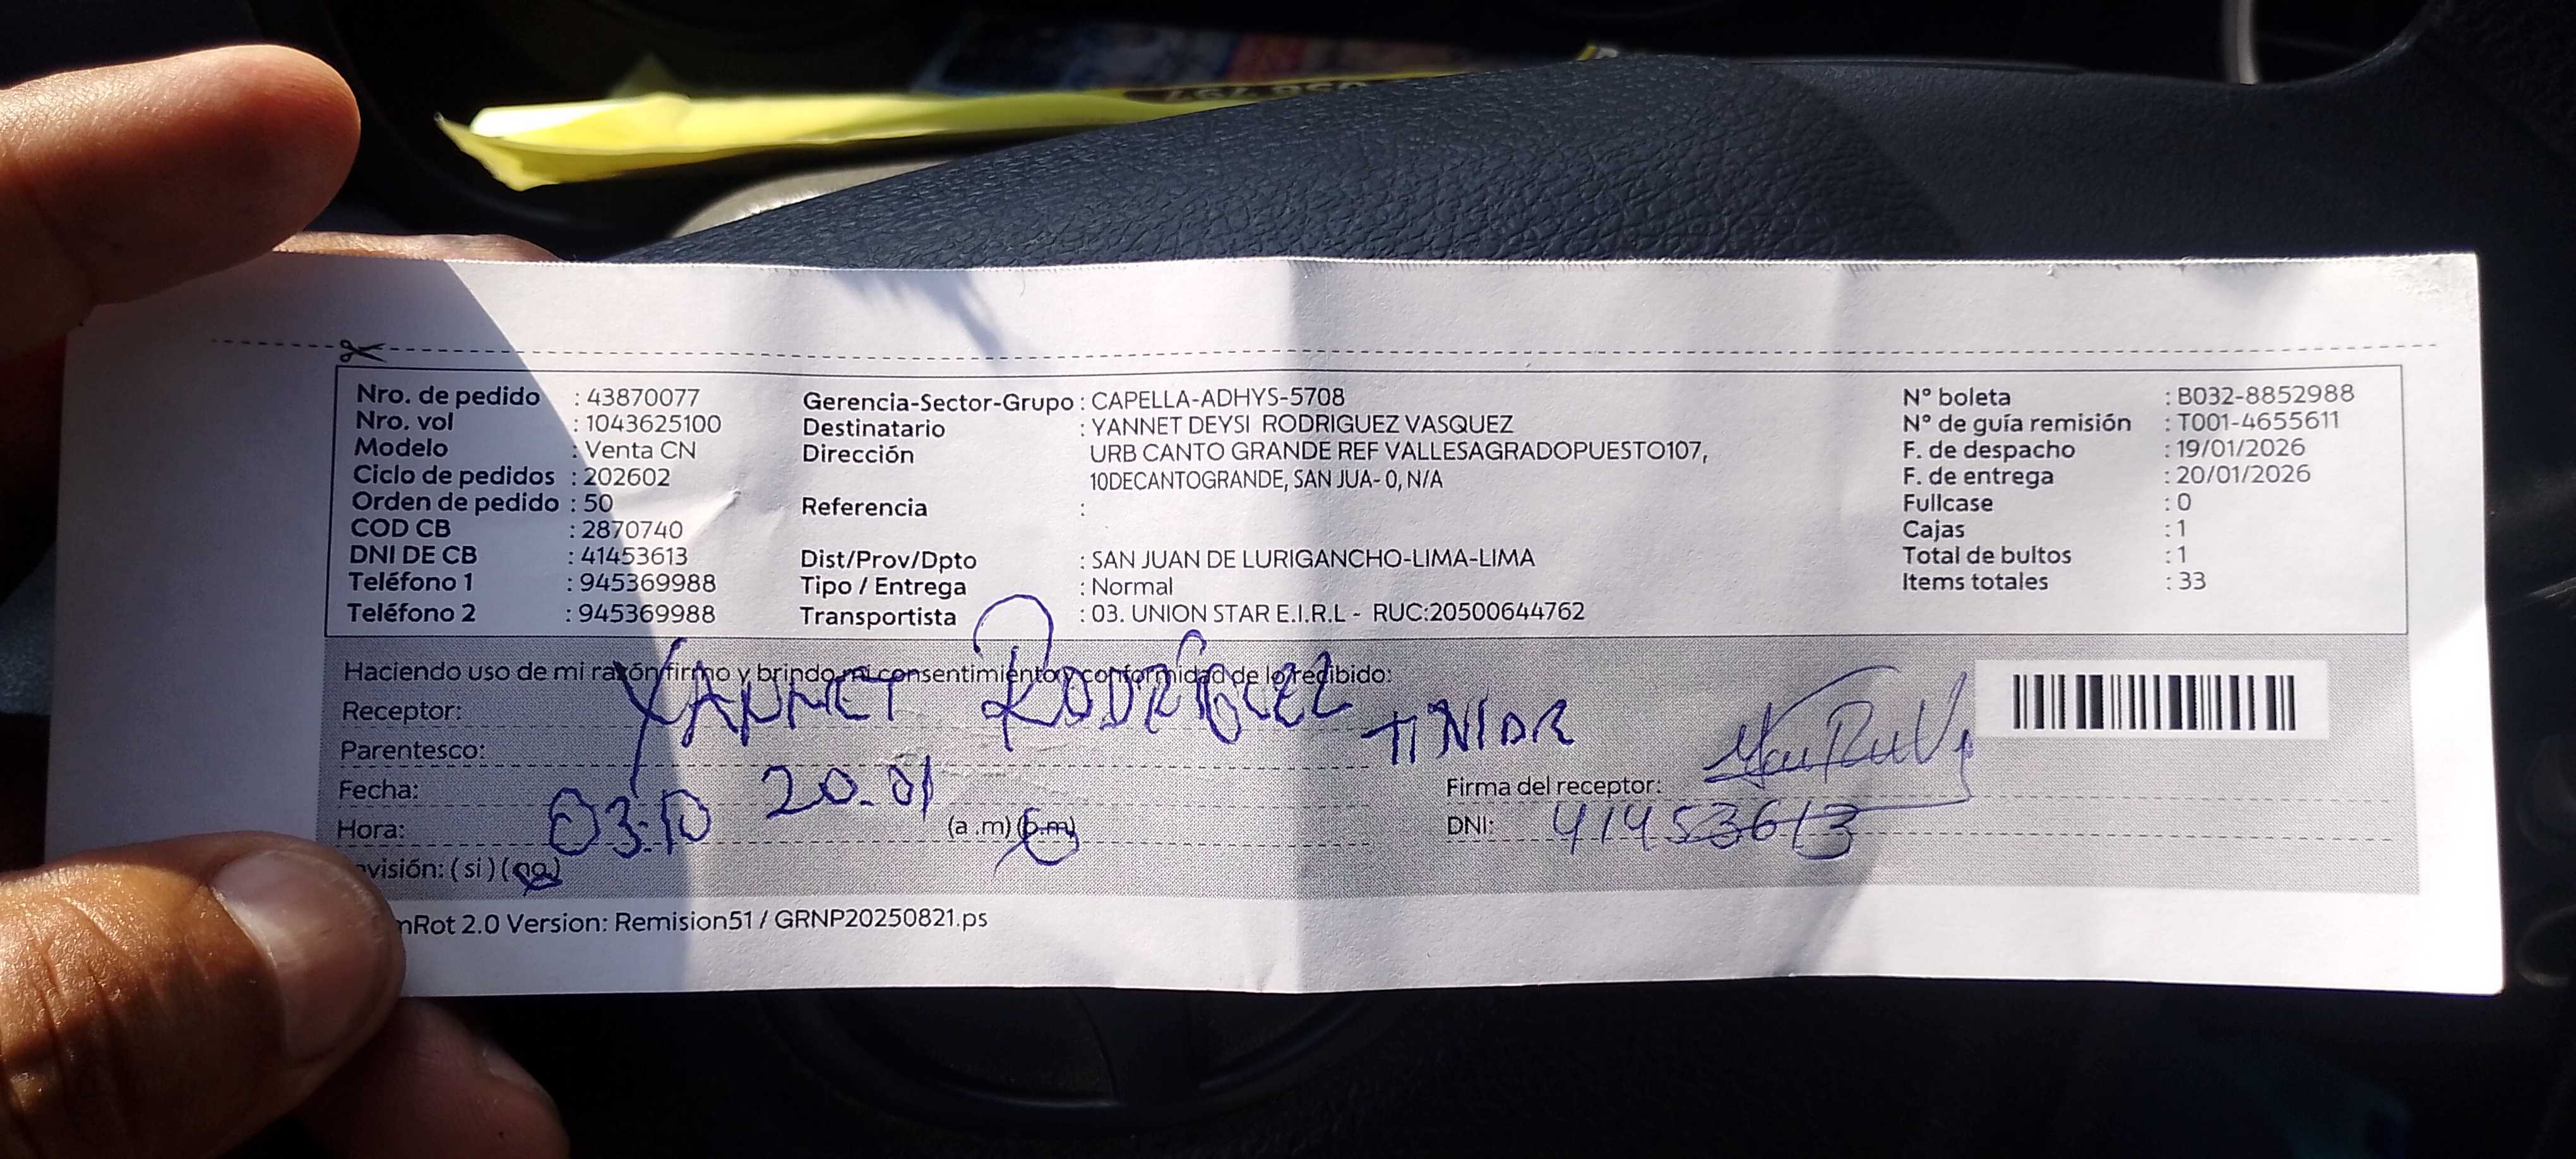 Nro. de pedido : 43870077
Nro. vol : 1043625100
Modelo : Venta CN
Ciclo de pedidos : 202602
Orden de pedido : 50
COD CB : 2870740
DNI DE CB : 41453613
Teléfono 1 : 945369988
Teléfono 2 : 945369988
Gerencia-Sector-Grupo : CAPELLA-ADHYS-5708
Destinatario : YANNET DEYSI RODRIGUEZ VASQUEZ
Dirección URB CANTO GRANDE REF VALLESAGRADOPUESTO107,
10DECANTOGRANDE, SAN JUA- 0, N/A
Referencia :
Dist/Prov/Dpto : SAN JUAN DE LURIGANCHO-LIMA-LIMA
Tipo / Entrega : Normal
Transportista : 03. UNION STAR E.I.R.L - RUC:20500644762
N° boleta : B032-8852988
N° de guía remisión : T001-4655611
F. de despacho : 19/01/2026
F. de entrega : 20/01/2026
Fullcase : 0
Cajas : 1
Total de bultos : 1
Items totales : 33
Haciendo uso de mi razón firmo y brindo mi consentimiento y conformidad de lo recibido:
Receptor: YANNET RODRÍGUEZ
Parentesco: TINIDR
Fecha: 20.01
Hora: 03:10 (a .m) (p.m)
visión: ( si ) (no)
Firma del receptor:
DNI: 41453613
mRot 2.0 Version: Remision51 / GRNP20250821.ps